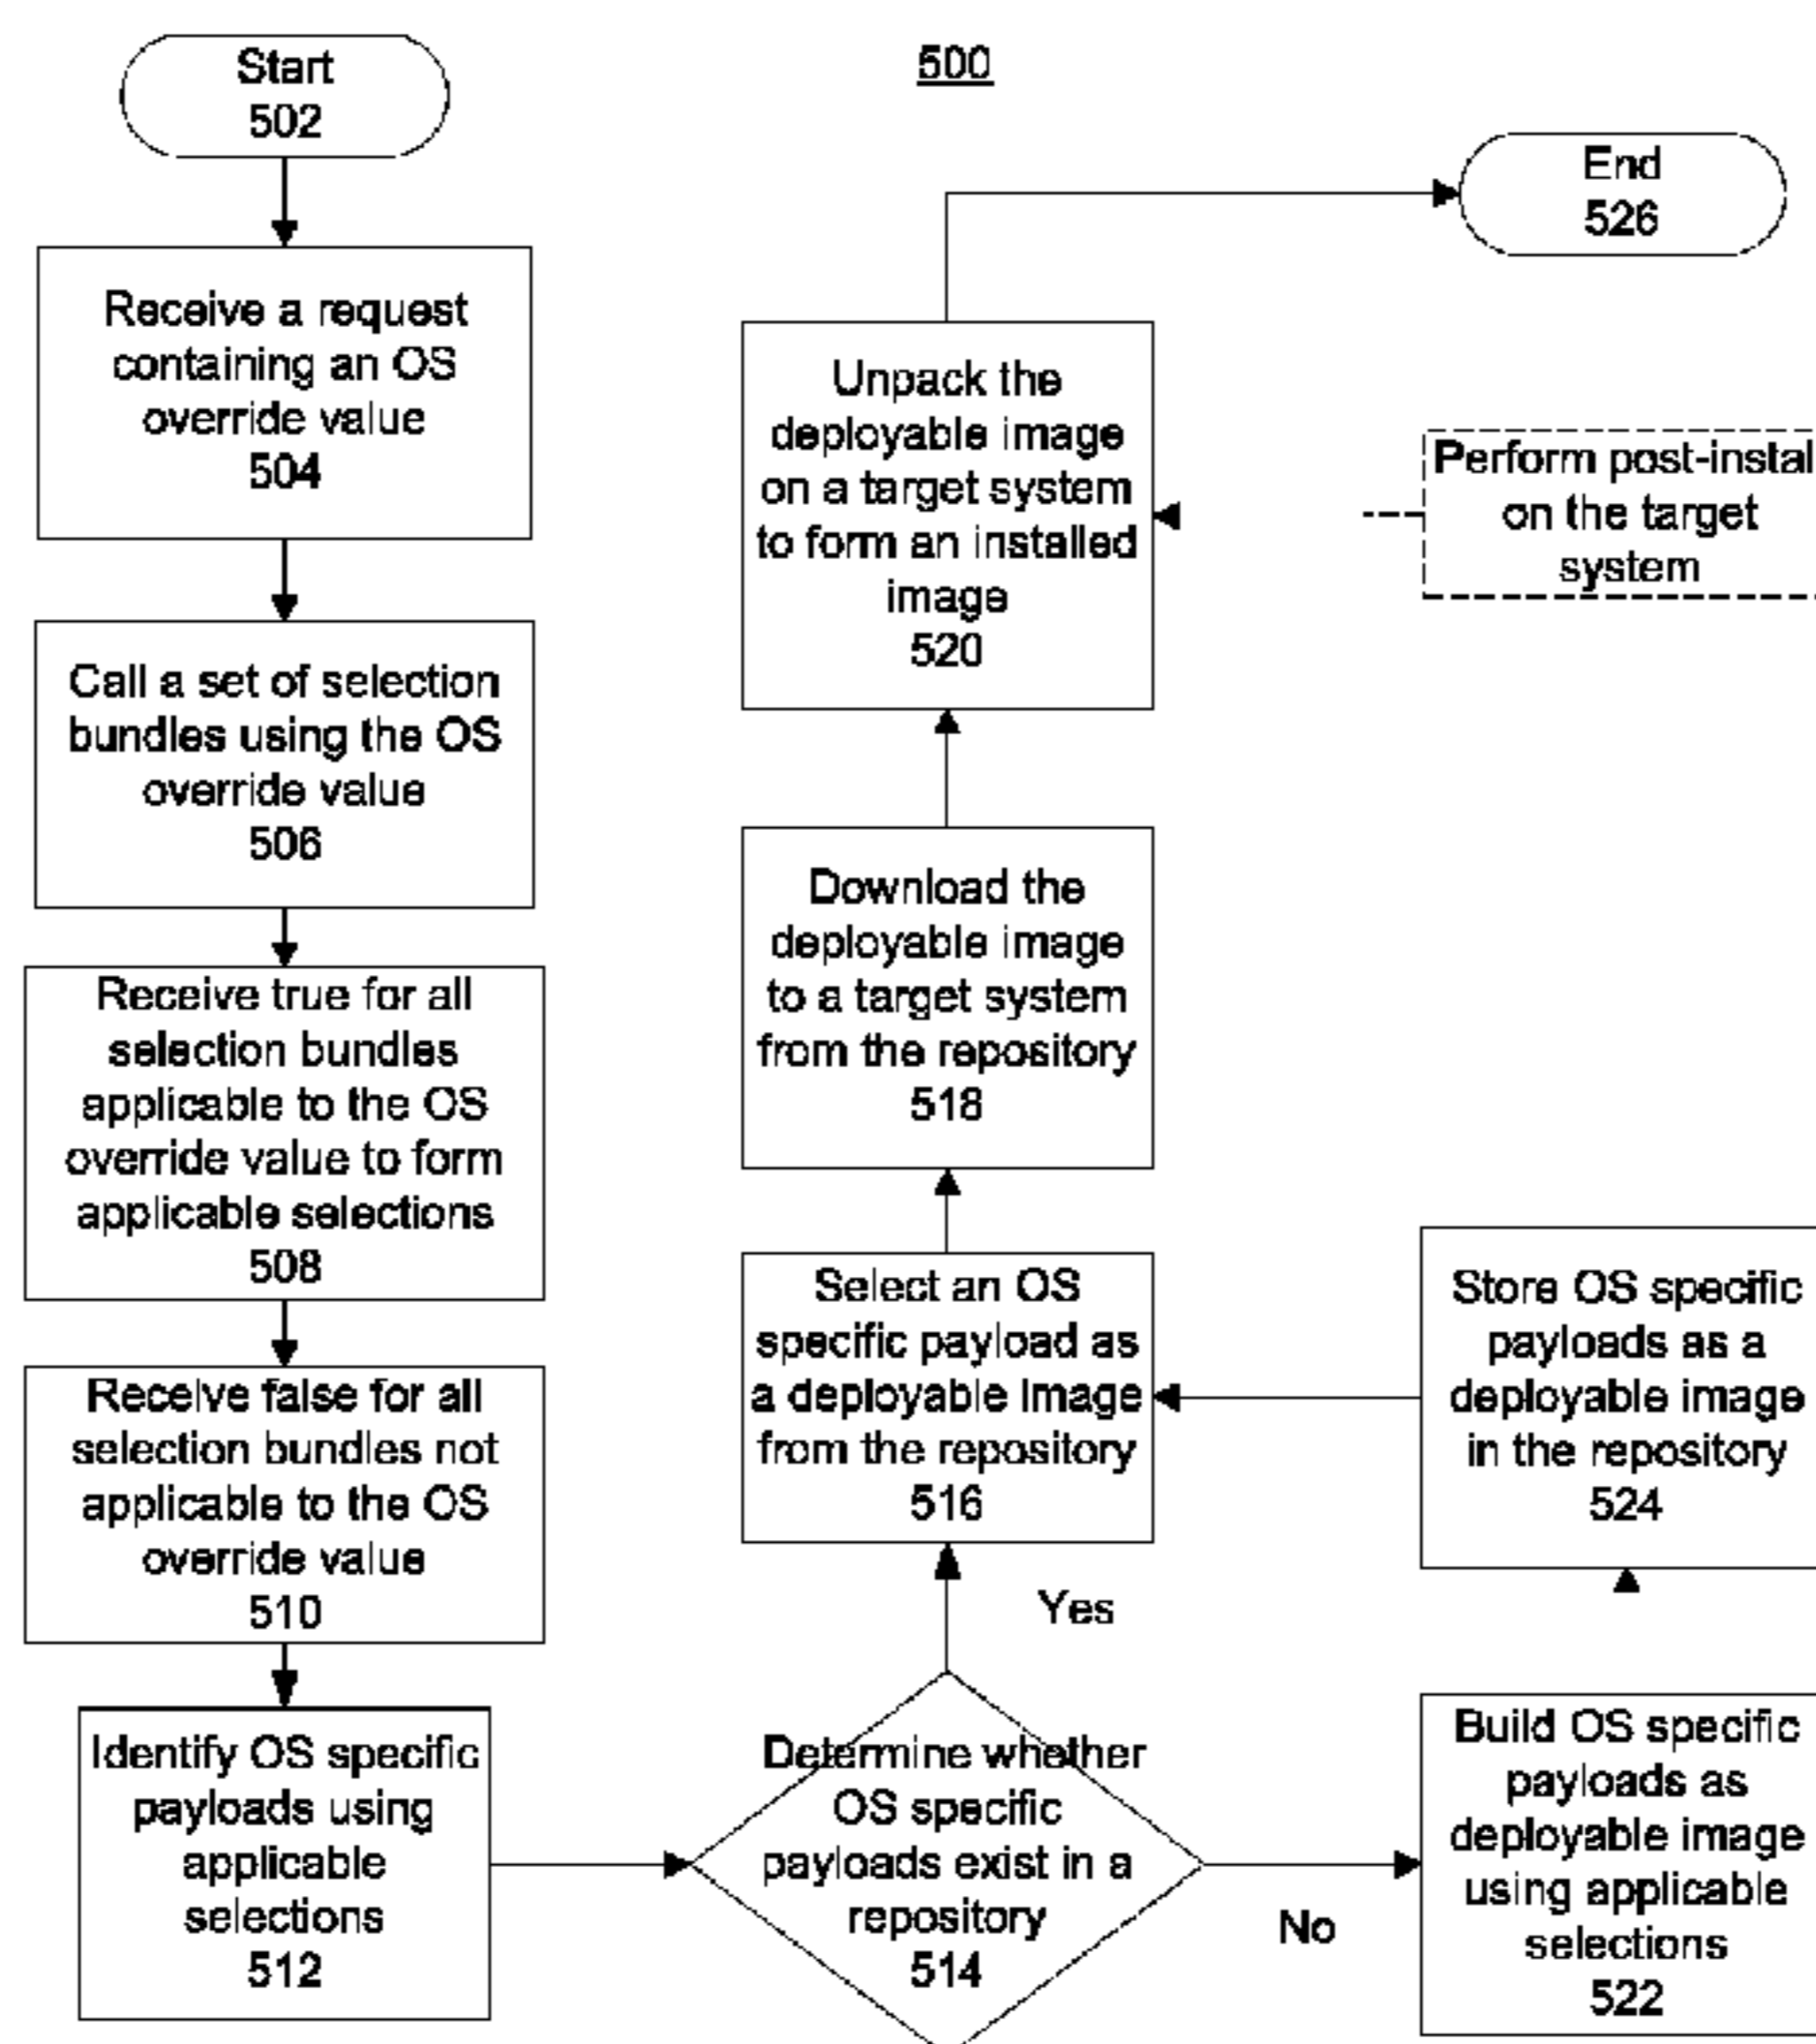 500
Start
502
Receive a request
containing an OS
override value
504
Call a set of selection
bundles using the OS
override value
506
Receive true for all
selection bundles
applicable to the OS
override value to form
applicable selections
508
Receive false for all
selection bundles not
applicable to the OS
override value
510
Identify OS specific
payloads using
applicable
selections
512
Determine whether
OS specific
payloads exist in a
repository
514
Yes
No
Select an OS
specific payload as
a deployable image
from the repository
516
Download the
deployable image
to a target system
from the repository
518
Unpack the
deployable image
on a target system
to form an installed
image
520
Build OS specific
payloads as
deployable image
using applicable
selections
522
Store OS specific
payloads as a
deployable image
in the repository
524
Perform post-instal
on the target
system
End
526